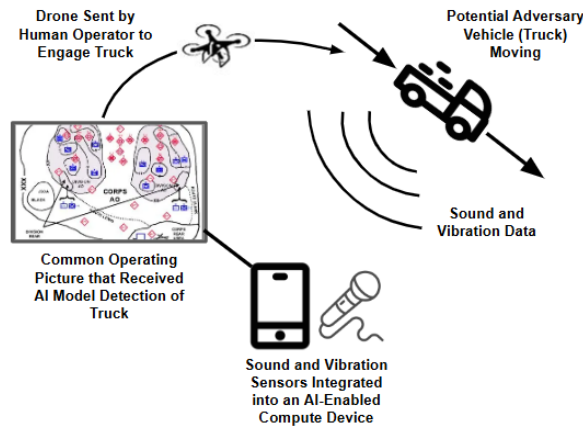 Drone Sent by
Human Operator to
Engage Truck
Potential Adversary
Vehicle (Truck)
Moving
XXX
CORPS
AO
Sound and
Vibration Data
Common Operating
Picture that Received
AI Model Detection of
Truck
Sound and Vibration
Sensors Integrated
into an AI-Enabled
Compute Device